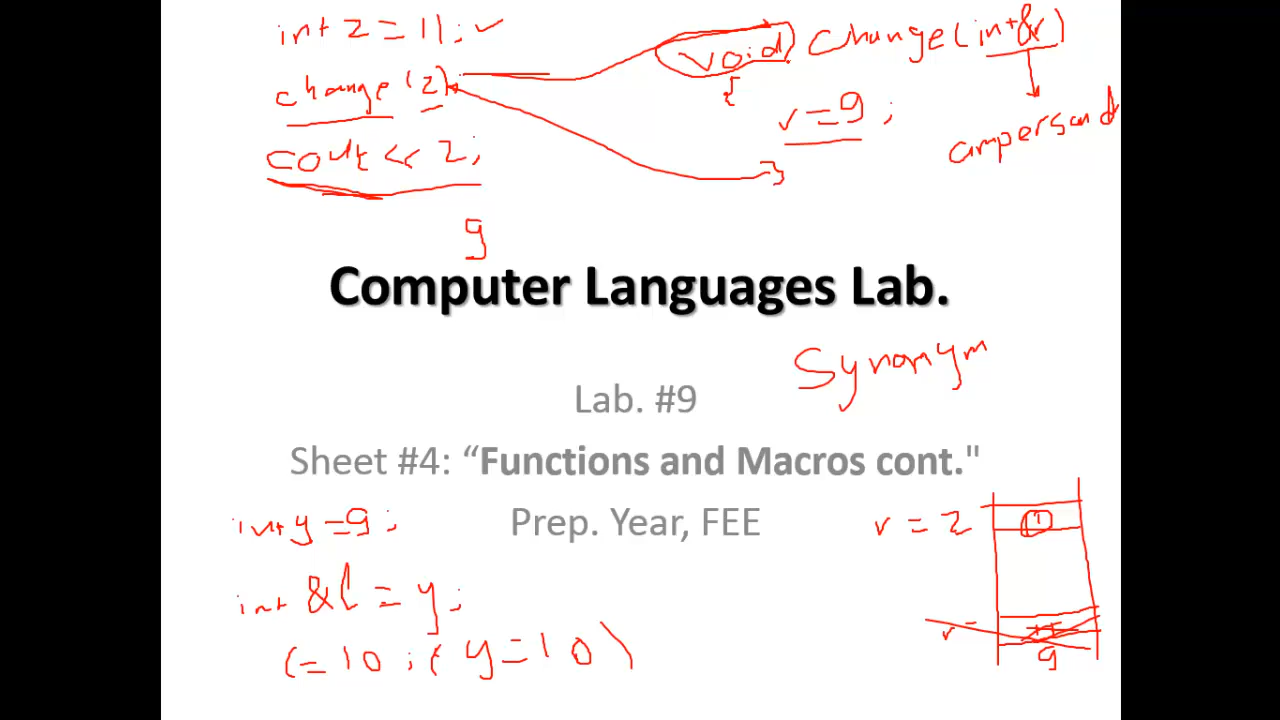 int z = 11;
change (z);
cout << z;
9
void change (int &r)
{
r = 9;
}
ampersand
Computer Languages Lab.
synonym
Lab. #9
Sheet #4: “Functions and Macros cont."
Prep. Year, FEE
int y = 9;
int &l = y;
l = 10 ; ( y = 10 )
r = z
r =
9